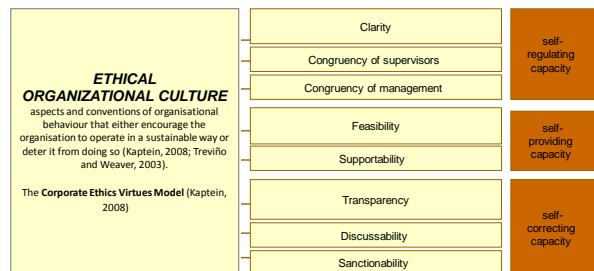 ETHICAL
ORGANIZATIONAL CULTURE
aspects and conventions of organisational
behaviour that either encourage the
organisation to operate in a sustainable way or
deter it from doing so (Kaptein, 2008; Treviño
and Weaver, 2003).
The Corporate Ethics Virtues Model (Kaptein,
2008)
Clarity
Congruency of supervisors
Congruency of management
self-
regulating
capacity
Feasibility
Supportability
self-
providing
capacity
Transparency
Discussability
Sanctionability
self-
correcting
capacity